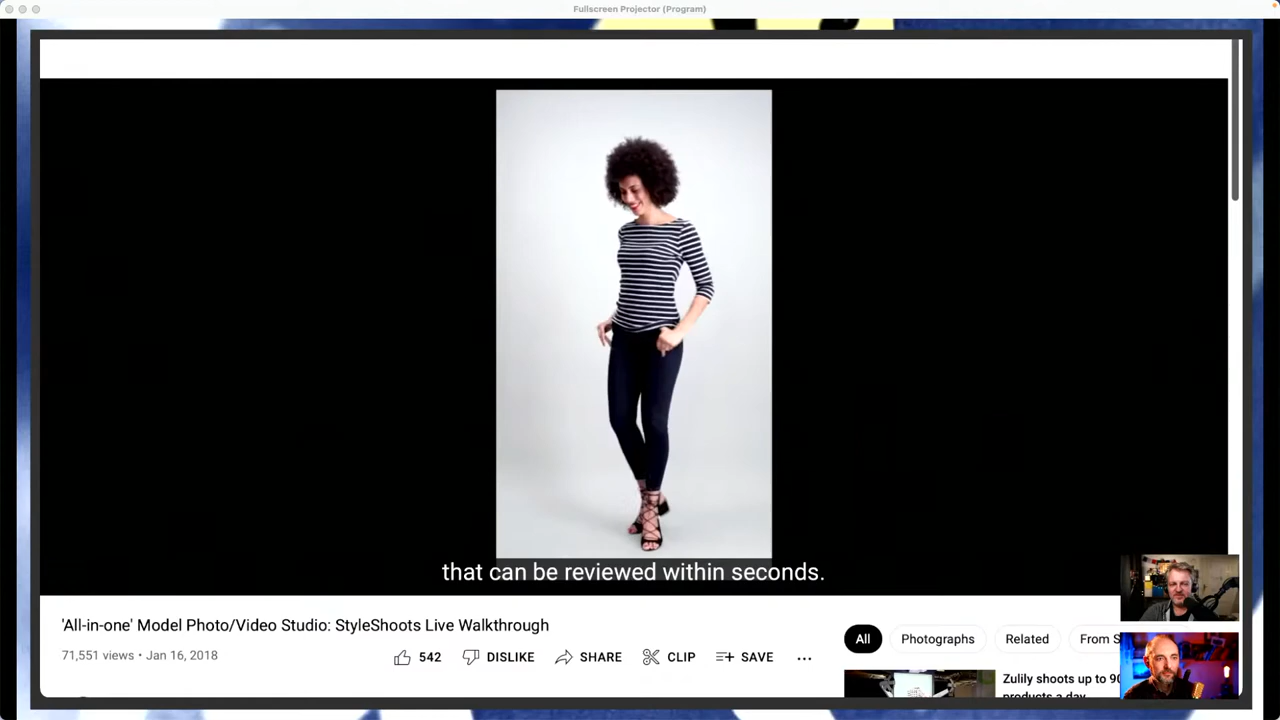 Fullscreen Projector (Program)
that can be reviewed within seconds.
'All-in-one' Model Photo/Video Studio: StyleShoots Live Walkthrough
71,551 views • Jan 16, 2018
542
DISLIKE
SHARE
CLIP
SAVE
All
Photographs
Related
From S
Zulily shoots up to 90
products a day